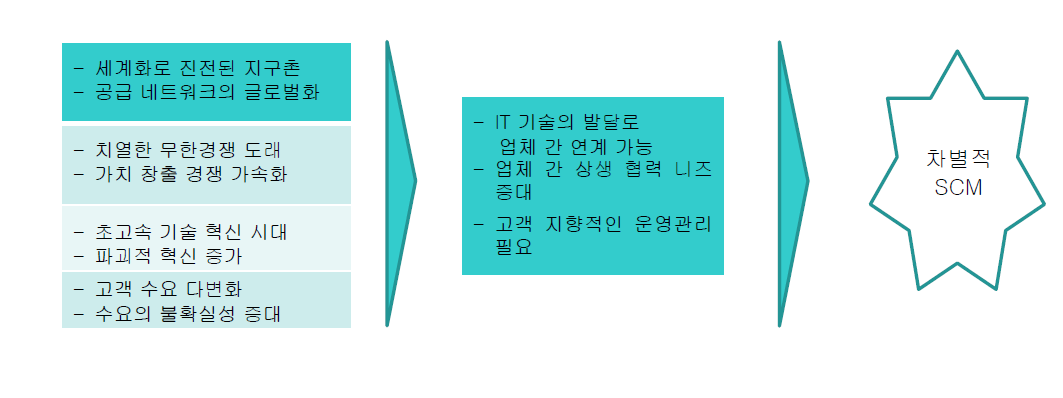 - 세계화로 진전된 지구촌
- 공급 네트워크의 글로벌화
- 치열한 무한경쟁 도래
- 가치 창출 경쟁 가속화
- 초고속 기술 혁신 시대
- 파괴적 혁신 증가
- 고객 수요 다변화
- 수요의 불확실성 증대
- IT 기술의 발달로
업체 간 연계 가능
- 업체 간 상생 협력 니즈
증대
- 고객 지향적인 운영관리
필요
차별적
SCM